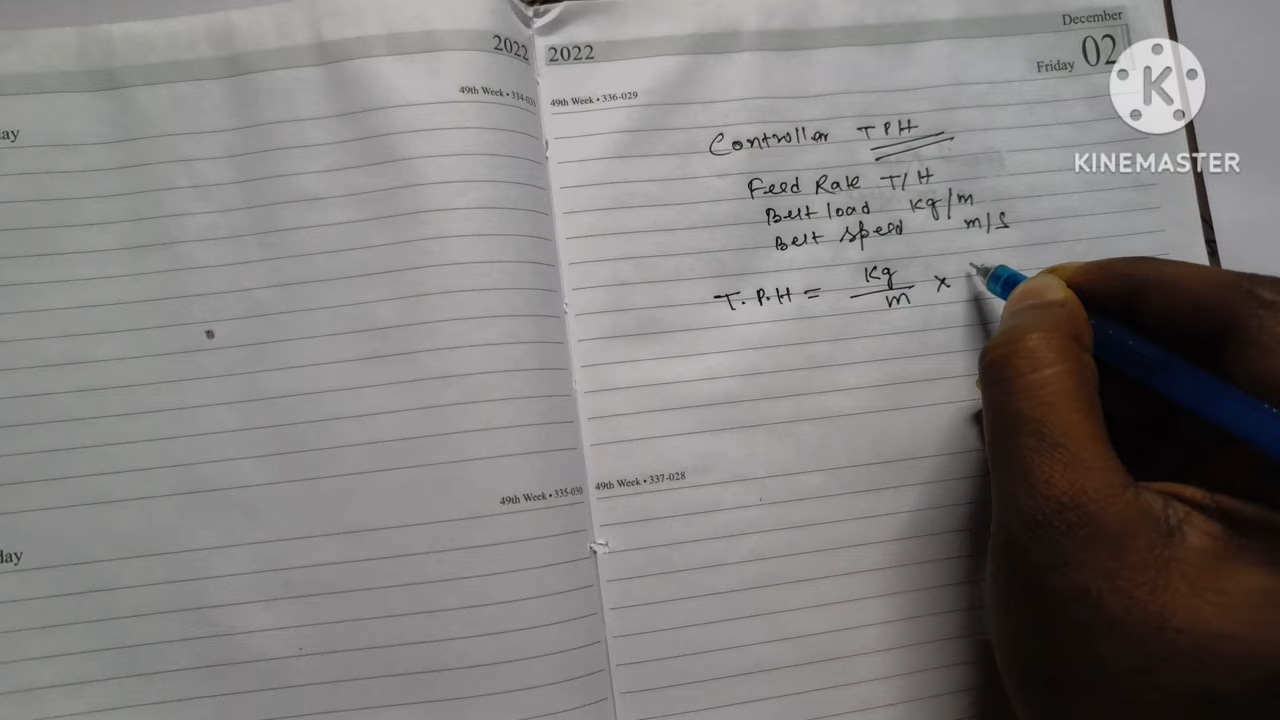 December
2022
2022
Friday 02
49th Week • 334-031
49th Week • 336-029
KINEMASTER
K
ay
Controller TPH
Feed Rate T/H
Belt load Kg/m
Belt speed m/s
T.P.H = Kg/m ×
49th Week • 335-030
49th Week • 337-028
day